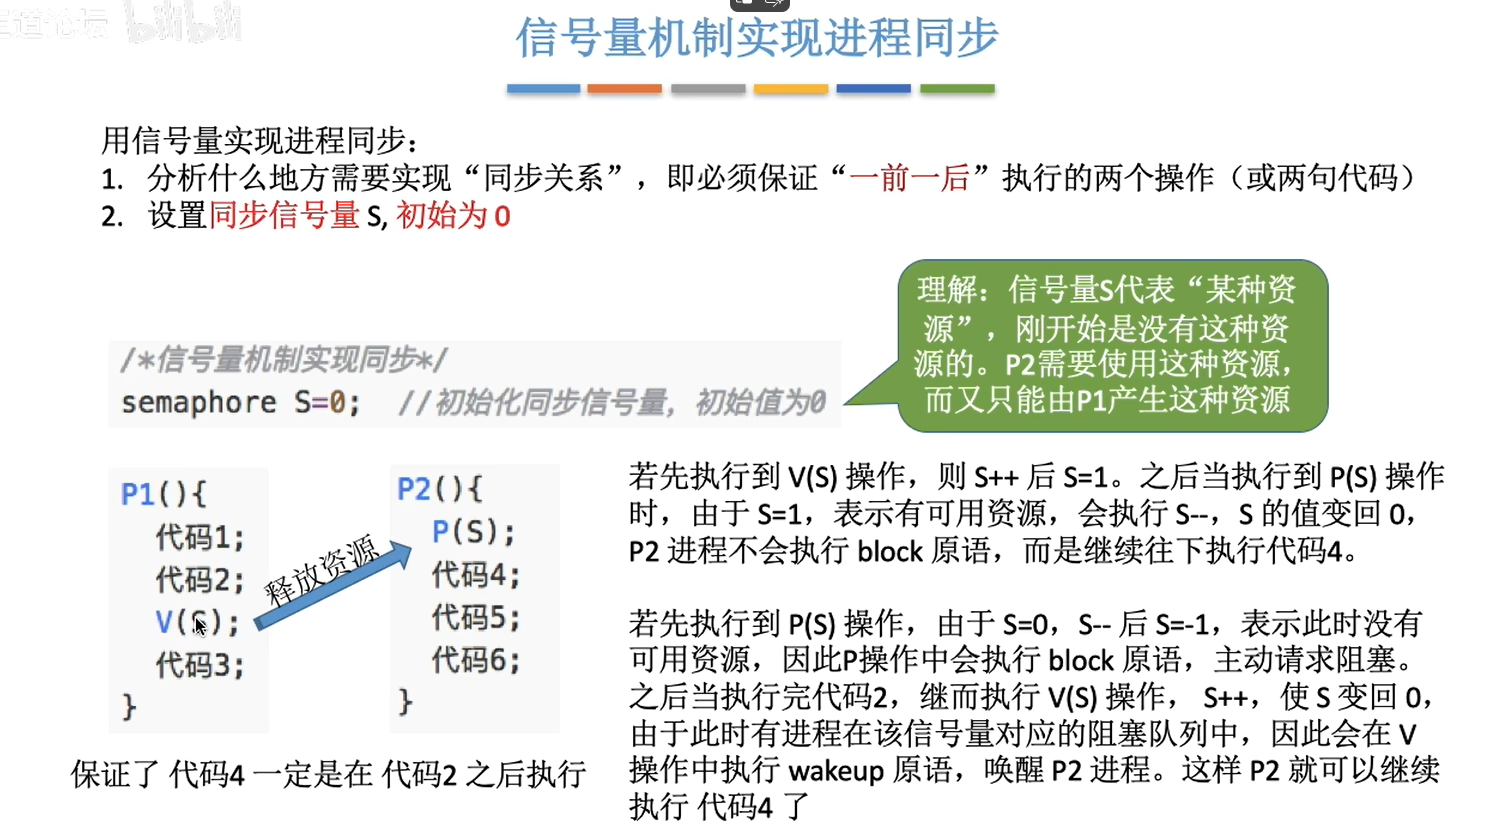 道论坛 bilibili
信号量机制实现进程同步
用信号量实现进程同步：
1. 分析什么地方需要实现“同步关系”，即必须保证“一前一后”执行的两个操作（或两句代码）
2. 设置同步信号量 S, 初始为 0
理解：信号量S代表“某种资
源”，刚开始是没有这种资
源的。P2需要使用这种资源，
而又只能由P1产生这种资源
/*信号量机制实现同步*/
semaphore S=0; //初始化同步信号量，初始值为0
P1(){
代码1;
代码2;
V(S);
代码3;
}
释放资源
P2(){
P(S);
代码4;
代码5;
代码6;
}
保证了 代码4 一定是在 代码2 之后执行
若先执行到 V(S) 操作，则 S++ 后 S=1。之后当执行到 P(S) 操作
时，由于 S=1，表示有可用资源，会执行 S--，S 的值变回 0，
P2 进程不会执行 block 原语，而是继续往下执行代码4。
若先执行到 P(S) 操作，由于 S=0，S-- 后 S=-1，表示此时没有
可用资源，因此P操作中会执行 block 原语，主动请求阻塞。
之后当执行完代码2，继而执行 V(S) 操作， S++，使 S 变回 0，
由于此时有进程在该信号量对应的阻塞队列中，因此会在 V
操作中执行 wakeup 原语，唤醒 P2 进程。这样 P2 就可以继续
执行 代码4 了